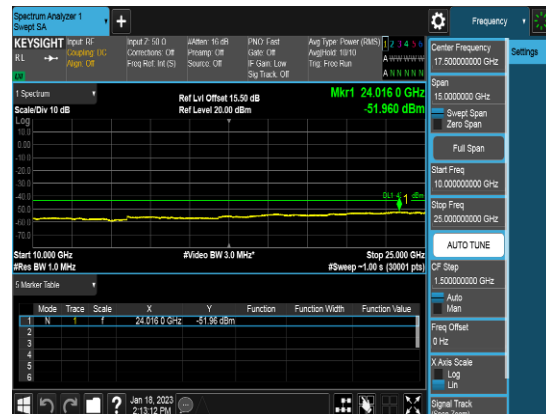 Spectrum Analyzer 1
Swept SA
+
Frequency
KEYSIGHT
RL
Input: RF
Coupling: DC
Align: Off
Input Z: 50 Ω
Corrections: Off
Freq Ref: Int (S)
#Atten: 16 dB
Preamp: Off
Source: Off
PNO: Fast
Gate: Off
IF Gain: Low
Sig Track: Off
Avg Type: Power (RMS)
Avg|Hold: 10/10
Trig: Free Run
1 2 3 4 5 6
A W W W W W
A N N N N N
1 Spectrum
Scale/Div 10 dB
Ref Lvl Offset 15.50 dB
Ref Level 20.00 dBm
Mkr1 24.016 0 GHz
-51.960 dBm
Log
10.0
0.00
-10.0
-20.0
-30.0
-40.0
-50.0
-60.0
-70.0
1
Start 10.000 GHz
#Res BW 1.0 MHz
#Video BW 3.0 MHz*
Stop 25.000 GHz
#Sweep ~1.00 s (30001 pts)
5 Marker Table
Mode Trace Scale X Y Function Function Width Function Value
1 N 1 f 24.016 0 GHz -51.96 dBm
2
3
4
5
6
Jan 18, 2023
2:13:12 PM
Center Frequency
17.500000000 GHz
Settings
Span
15.0000000 GHz
Swept Span
Zero Span
Full Span
Start Freq
10.000000000 GHz
Stop Freq
25.000000000 GHz
AUTO TUNE
CF Step
1.500000000 GHz
Auto
Man
Freq Offset
0 Hz
X Axis Scale
Log
Lin
Signal Track